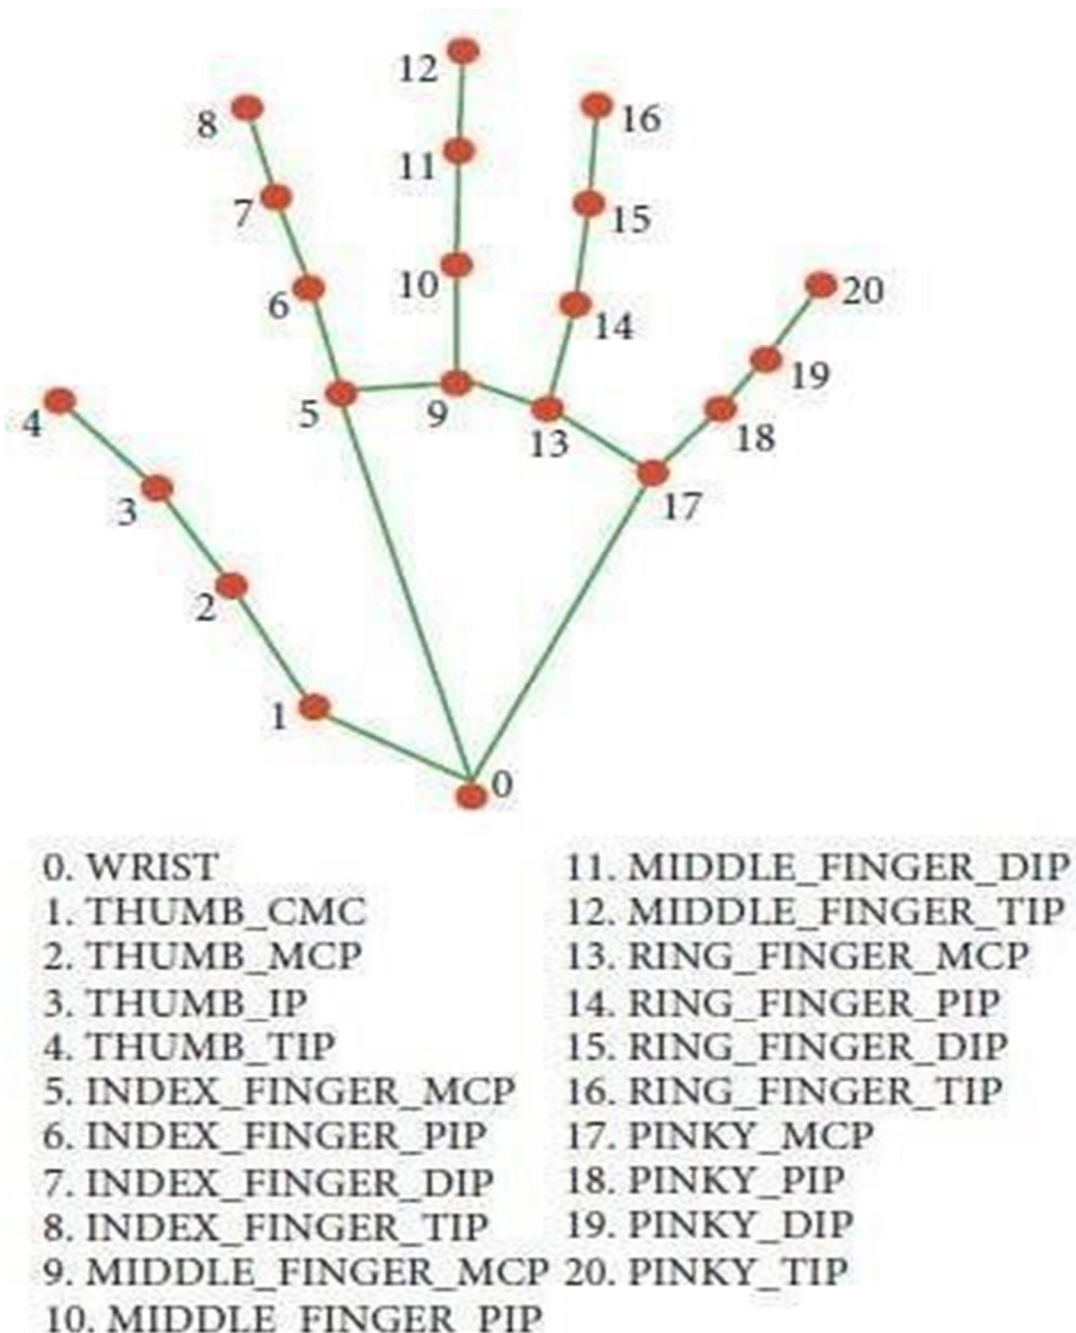 12
8
16
11
7
15
10
6
14
20
19
5
9
13
18
4
17
3
2
1
0
0. WRIST
1. THUMB_CMC
2. THUMB_MCP
3. THUMB_IP
4. THUMB_TIP
5. INDEX_FINGER_MCP
6. INDEX_FINGER_PIP
7. INDEX_FINGER_DIP
8. INDEX_FINGER_TIP
9. MIDDLE_FINGER_MCP
10. MIDDLE_FINGER_PIP
11. MIDDLE_FINGER_DIP
12. MIDDLE_FINGER_TIP
13. RING_FINGER_MCP
14. RING_FINGER_PIP
15. RING_FINGER_DIP
16. RING_FINGER_TIP
17. PINKY_MCP
18. PINKY_PIP
19. PINKY_DIP
20. PINKY_TIP